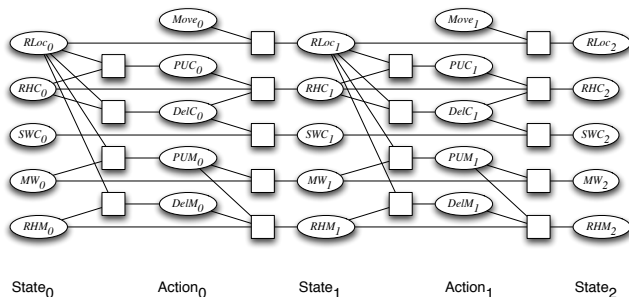 Move0 Move1
RLoc0 RLoc1 RLoc2
PUC0 PUC1
RHC0 RHC1 RHC2
DelC0 DelC1
SWC0 SWC1 SWC2
PUM0 PUM1
MW0 MW1 MW2
DelM0 DelM1
RHM0 RHM1 RHM2
State0 Action0 State1 Action1 State2